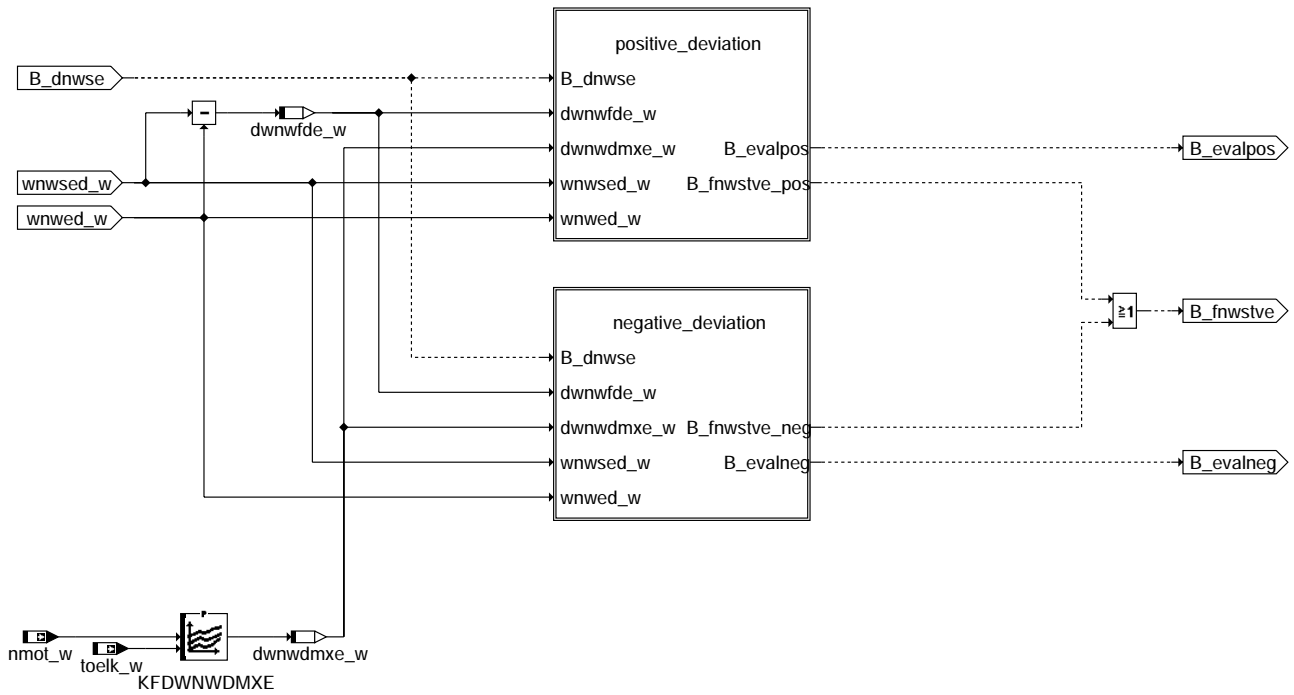 positive_deviation
B_dnwse
B_dnwse
dwnwfde_w
dwnwfde_w
-
dwnwdmxe_w
B_evalpos
B_evalpos
wnwsed_w
wnwsed_w
B_fnwstve_pos
wnwed_w
wnwed_w
negative_deviation
≧1
B_fnwstve
B_dnwse
dwnwfde_w
dwnwdmxe_w
B_fnwstve_neg
wnwsed_w
B_evalneg
B_evalneg
wnwed_w
P
nmot_w
toelk_w
dwnwdmxe_w
KFDWNWDMXE